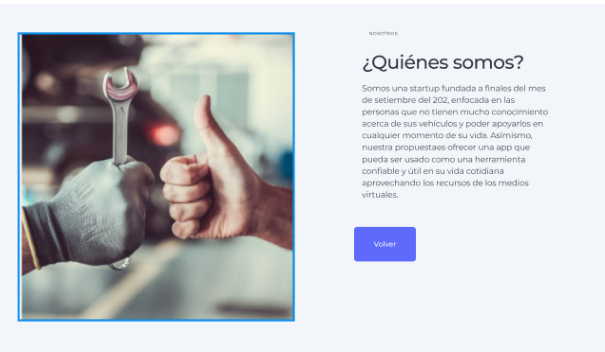 NOSOTROS
¿Quiénes somos?
Somos una startup fundada a finales del mes
de setiembre del 202, enfocada en las
personas que no tienen mucho conocimiento
acerca de sus vehículos y poder apoyarlos en
cualquier momento de su vida. Asímismo,
nuestra propuestaes ofrecer una app que
pueda ser usado como una herramienta
confiable y útil en su vida cotidiana
aprovechando los recursos de los medios
virtuales.
Volver